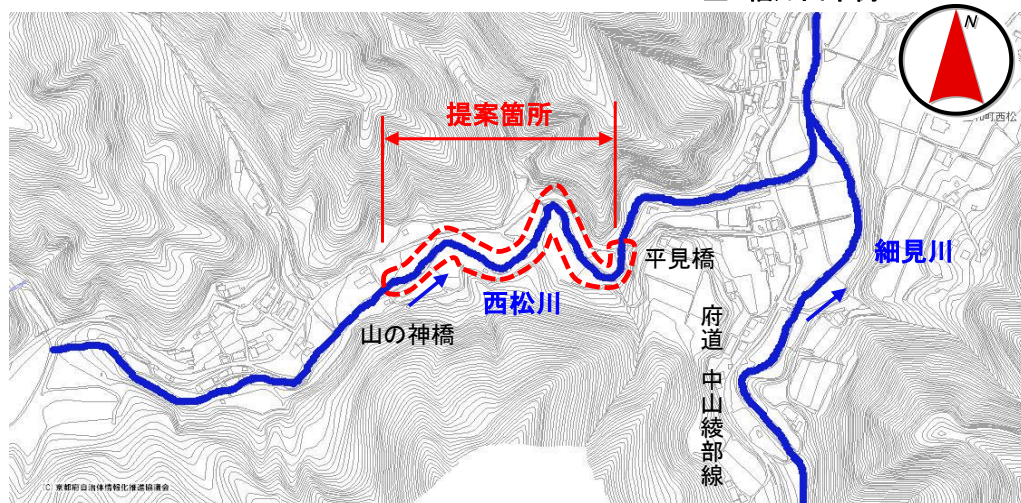 N
提案箇所
平見橋
細見川
西松川
山の神橋
府道 中山綾部線
(C) 京都府自治体情報化推進協議会